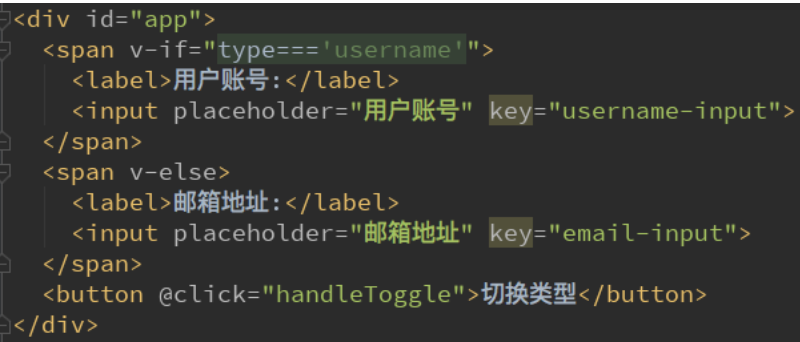 <div id="app">
<span v-if="type==='username'">
<label>用户账号:</label>
<input placeholder="用户账号" key="username-input">
</span>
<span v-else>
<label>邮箱地址:</label>
<input placeholder="邮箱地址" key="email-input">
</span>
<button @click="handleToggle">切换类型</button>
</div>